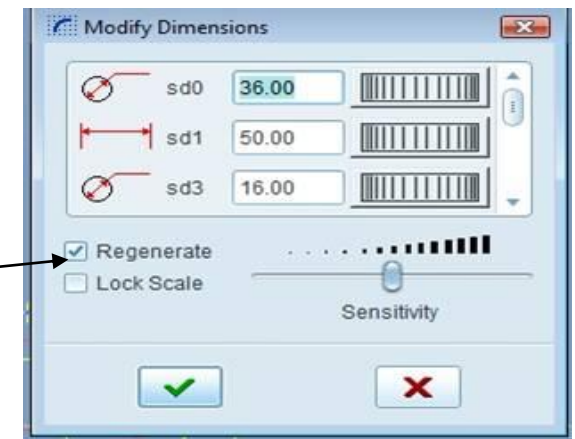 Modify Dimensions
sd0 36.00
sd1 50.00
sd3 16.00
Regenerate
Lock Scale
Sensitivity